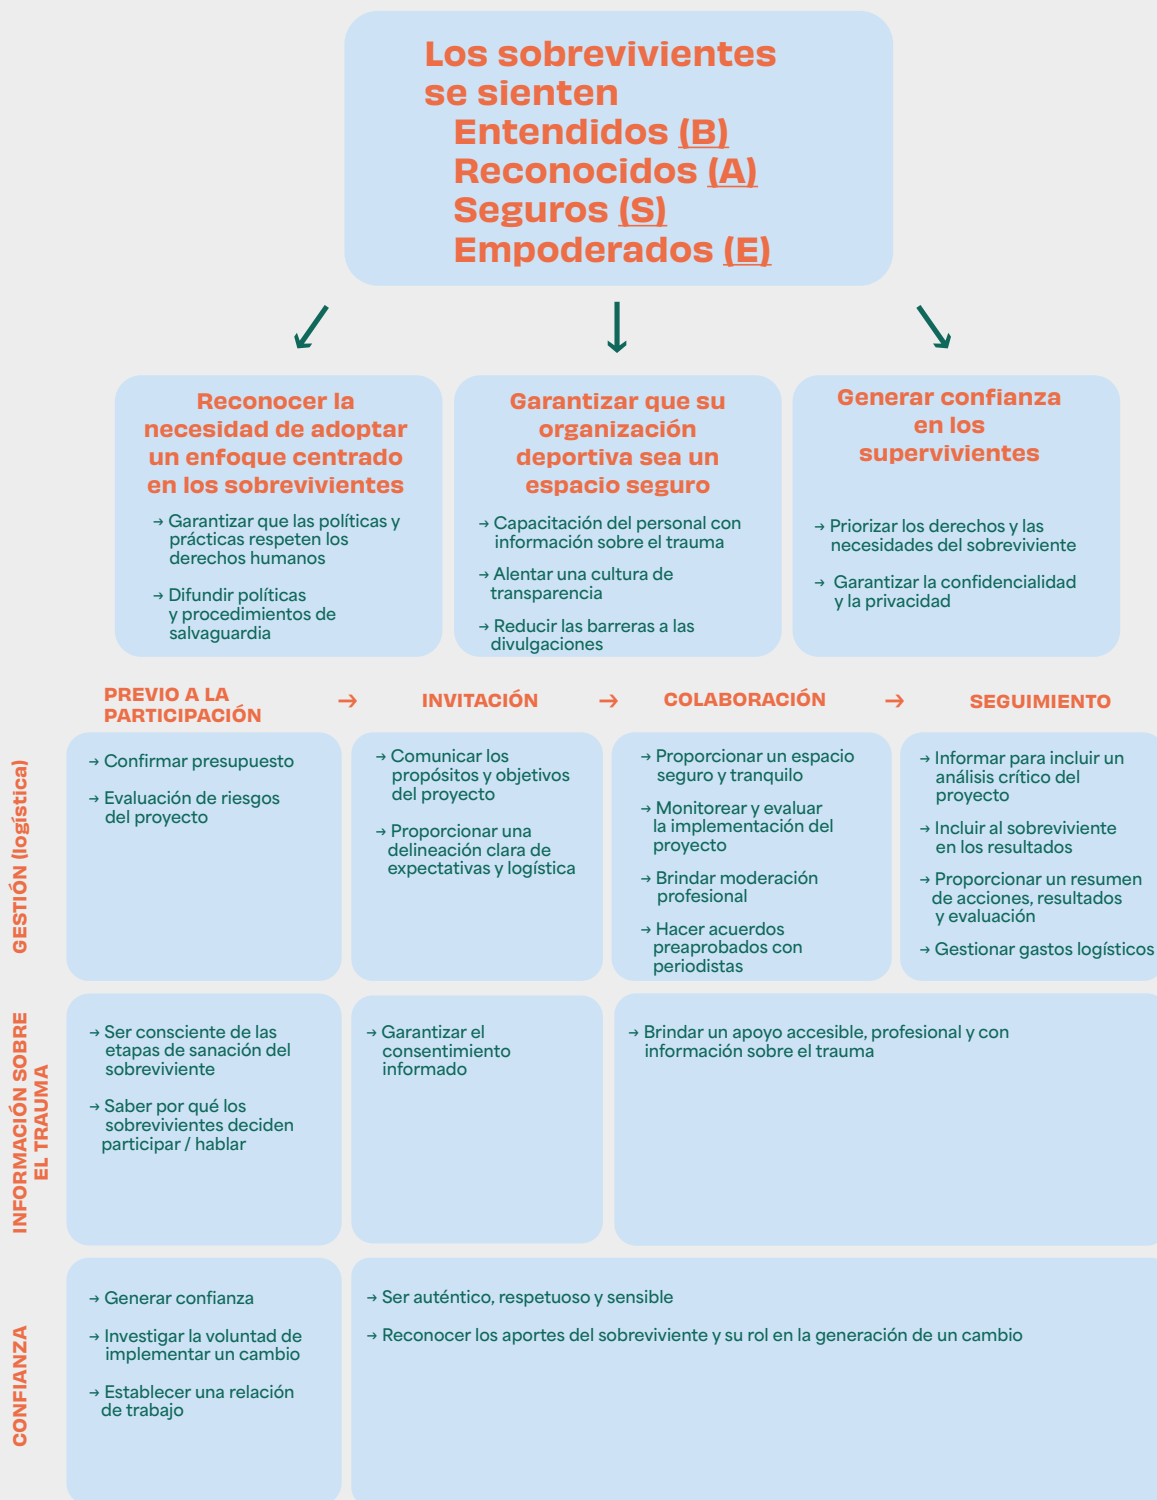 Los sobrevivientes
se sienten
Entendidos (B)
Reconocidos (A)
Seguros (S)
Empoderados (E)
Reconocer la
necesidad de adoptar
un enfoque centrado
en los sobrevivientes
→ Garantizar que las políticas y
prácticas respeten los
derechos humanos
→ Difundir políticas
y procedimientos de
salvaguardia
Garantizar que su
organización
deportiva sea un
espacio seguro
→ Capacitación del personal con
información sobre el trauma
→ Alentar una cultura de
transparencia
→ Reducir las barreras a las
divulgaciones
Generar confianza
en los
supervivientes
→ Priorizar los derechos y las
necesidades del sobreviviente
→ Garantizar la confidencialidad
y la privacidad
PREVIO A LA
PARTICIPACIÓN
→
INVITACIÓN
→
COLABORACIÓN
→
SEGUIMIENTO
GESTIÓN (logística)
→ Confirmar presupuesto
→ Evaluación de riesgos
del proyecto
→ Comunicar los
propósitos y objetivos
del proyecto
→ Proporcionar una
delineación clara de
expectativas y logística
→ Proporcionar un espacio
seguro y tranquilo
→ Monitorear y evaluar
la implementación del
proyecto
→ Brindar moderación
profesional
→ Hacer acuerdos
preaprobados con
periodistas
→ Informar para incluir un
análisis crítico del
proyecto
→ Incluir al sobreviviente
en los resultados
→ Proporcionar un resumen
de acciones, resultados
y evaluación
→ Gestionar gastos logísticos
INFORMACIÓN SOBRE
EL TRAUMA
→ Ser consciente de las
etapas de sanación del
sobreviviente
→ Saber por qué los
sobrevivientes deciden
participar / hablar
→ Garantizar el
consentimiento
informado
→ Brindar un apoyo accesible, profesional y con
información sobre el trauma
CONFIANZA
→ Generar confianza
→ Investigar la voluntad de
implementar un cambio
→ Establecer una relación
de trabajo
→ Ser auténtico, respetuoso y sensible
→ Reconocer los aportes del sobreviviente y su rol en la generación de un cambio